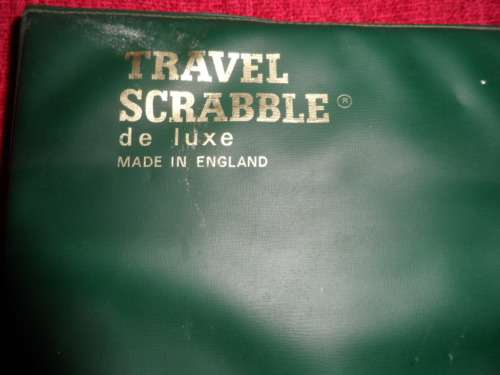 TRAVEL
SCRABBLE ®
de luxe
MADE IN ENGLAND